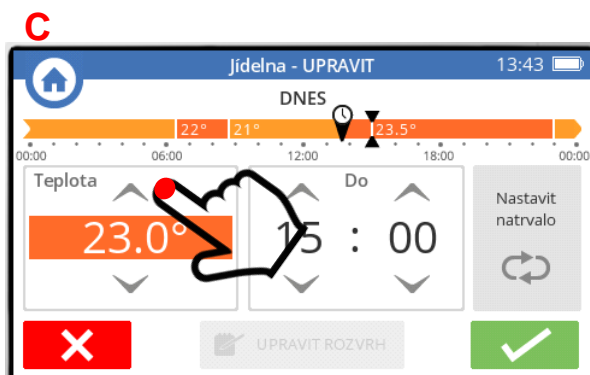 C
Jídelna - UPRAVIT 13:43
DNES
22° 21° 23.5°
00:00 06:00 12:00 18:00 00:00
Teplota Do
Nastavit
natrvalo
23.0° 15 : 00
UPRAVIT ROZVRH